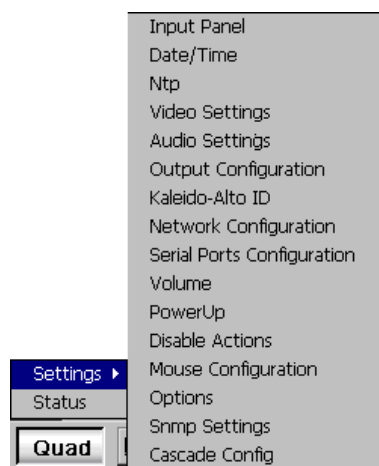 Input Panel
Date/Time
Ntp
Video Settings
Audio Settings
Output Configuration
Kaleido-Alto ID
Network Configuration
Serial Ports Configuration
Volume
PowerUp
Disable Actions
Mouse Configuration
Options
Snmp Settings
Cascade Config
Settings
Status
Quad